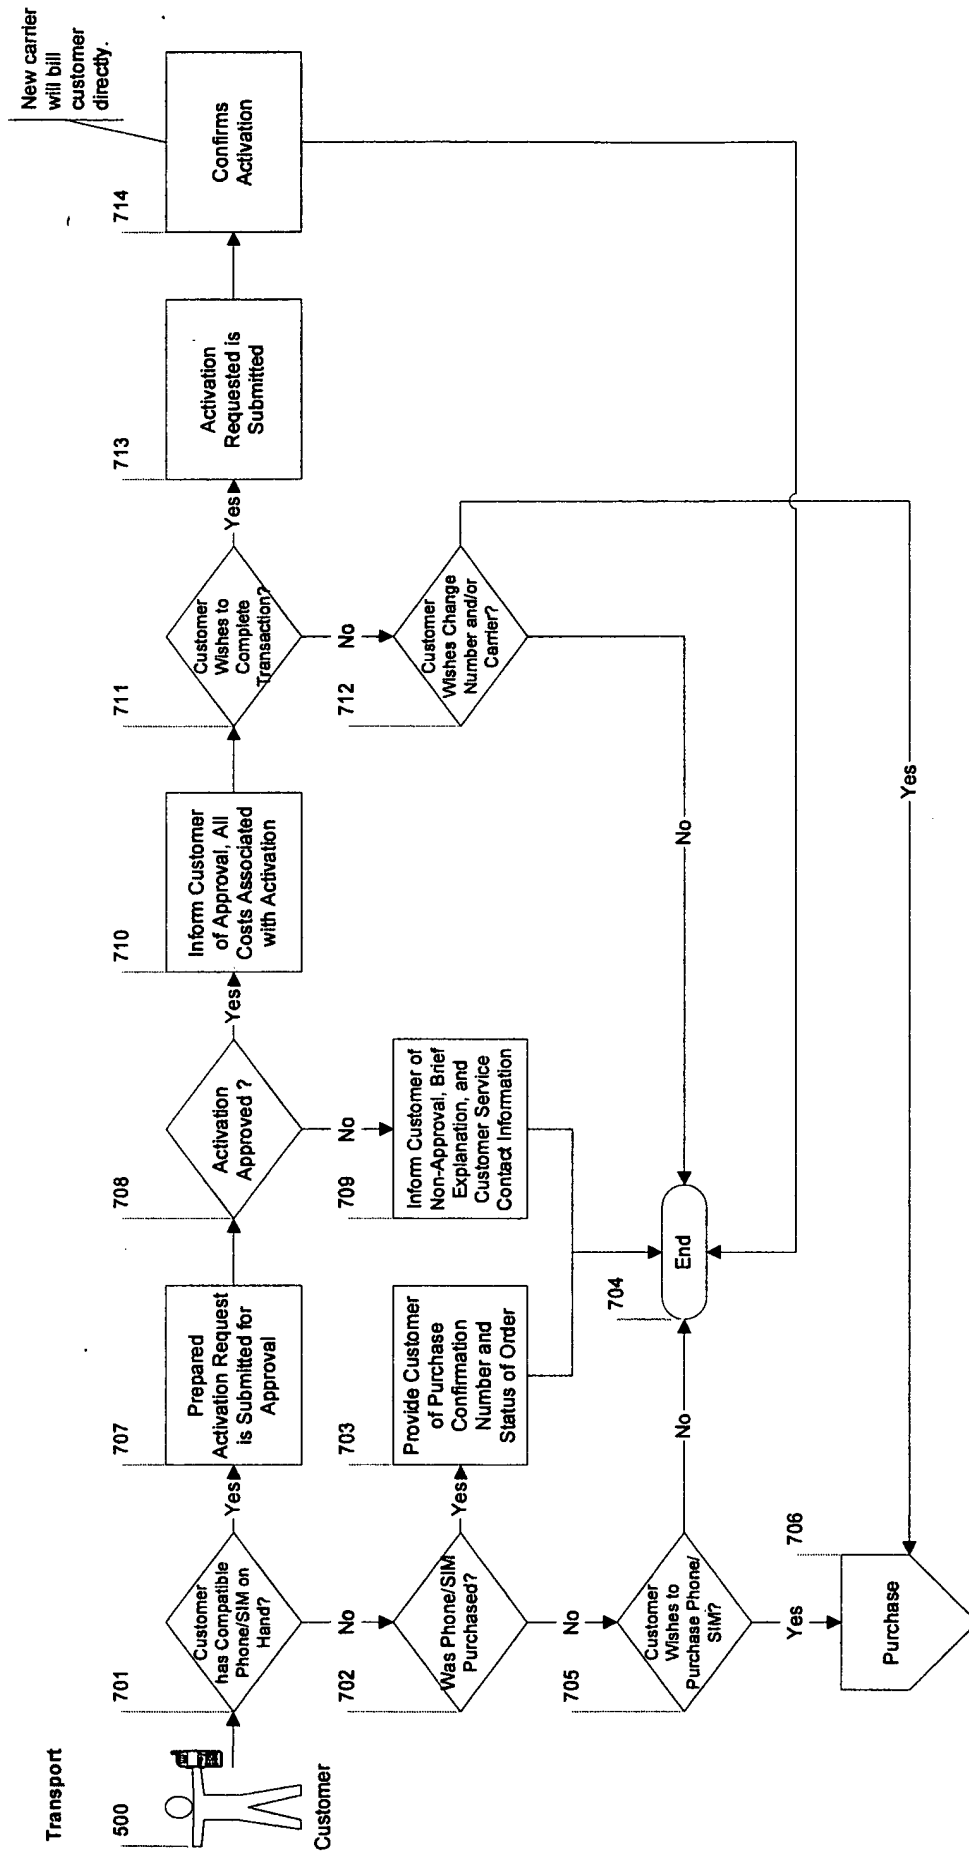 Transport
500
Customer
701
Customer
has Compatible
Phone/SIM on
Hand?
Yes
No
707
Prepared
Activation Request
is Submitted for
Approval
708
Activation
Approved ?
Yes
No
710
Inform Customer
of Approval, All
Costs Associated
with Activation
711
Customer
Wishes to
Complete
Transaction?
Yes
No
713
Activation
Requested is
Submitted
714
Confirms
Activation
New carrier
will bill
customer
directly.
702
Was Phone/SIM
Purchased?
Yes
No
703
Provide Customer
of Purchase
Confirmation
Number and
Status of Order
709
Inform Customer of
Non-Approval, Brief
Explanation, and
Customer Service
Contact Information
712
Customer
Wishes Change
Number and/or
Carrier?
No
Yes
705
Customer
Wishes to
Purchase Phone/
SIM?
No
Yes
704
End
706
Purchase